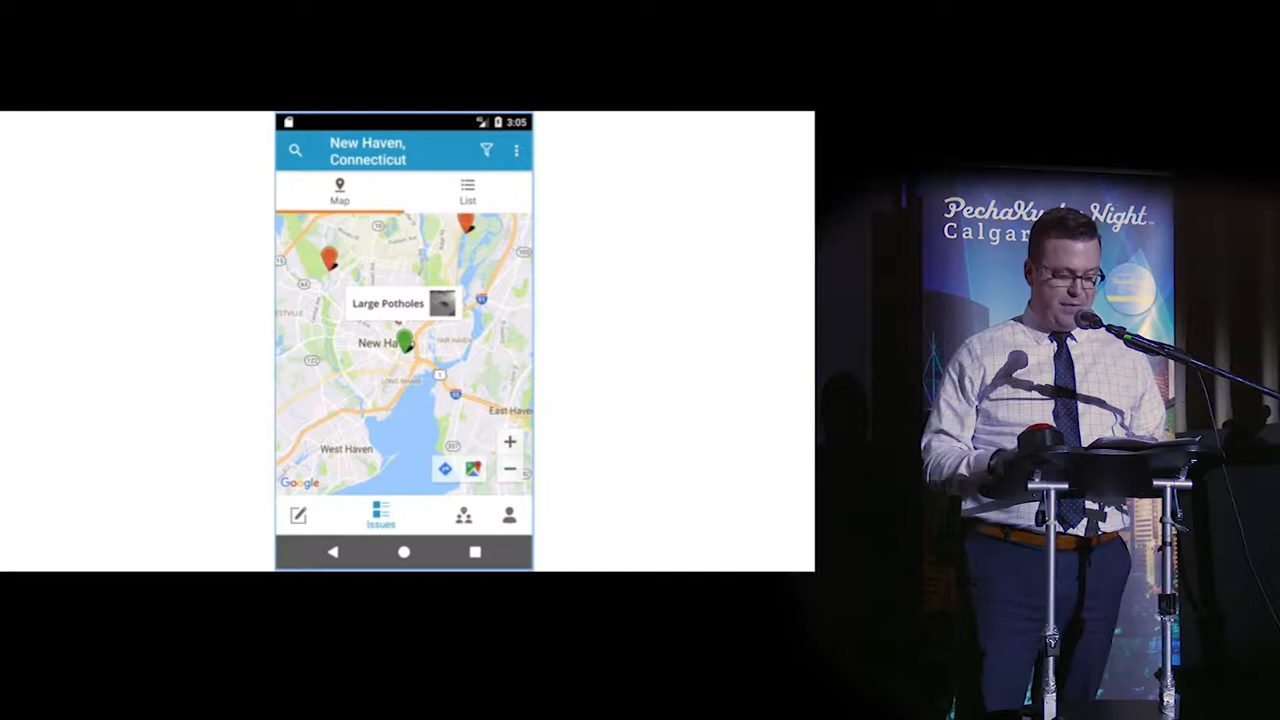 3:05
New Haven,
Connecticut
Map
List
Large Potholes
New Ha
East Haven
West Haven
Google
Issues
PechaKucha Night
Calgar